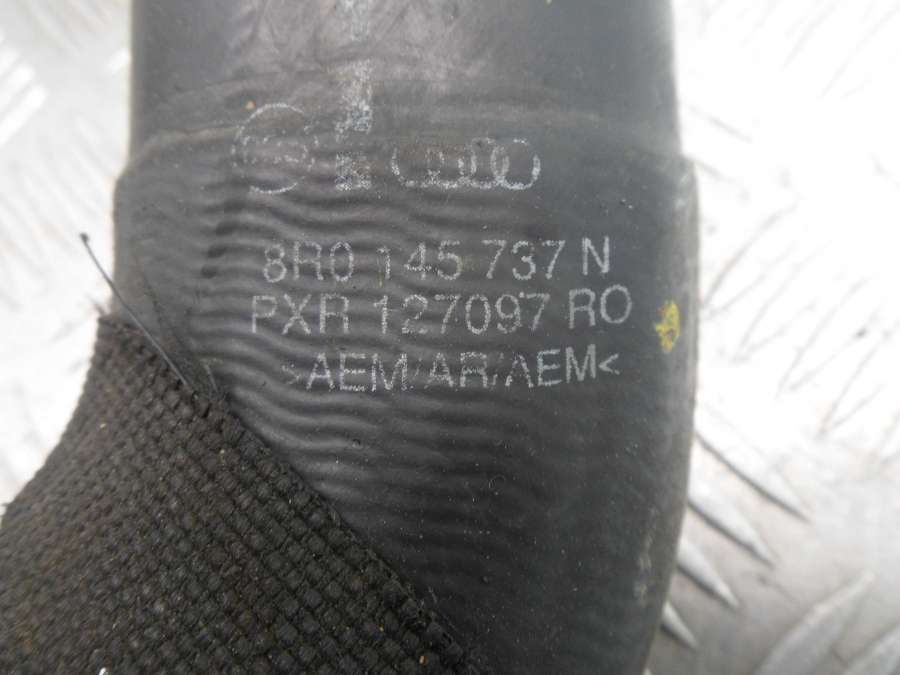 8R0 145 737 N
PXR 127097 RO
>AEM/AR/AEM<